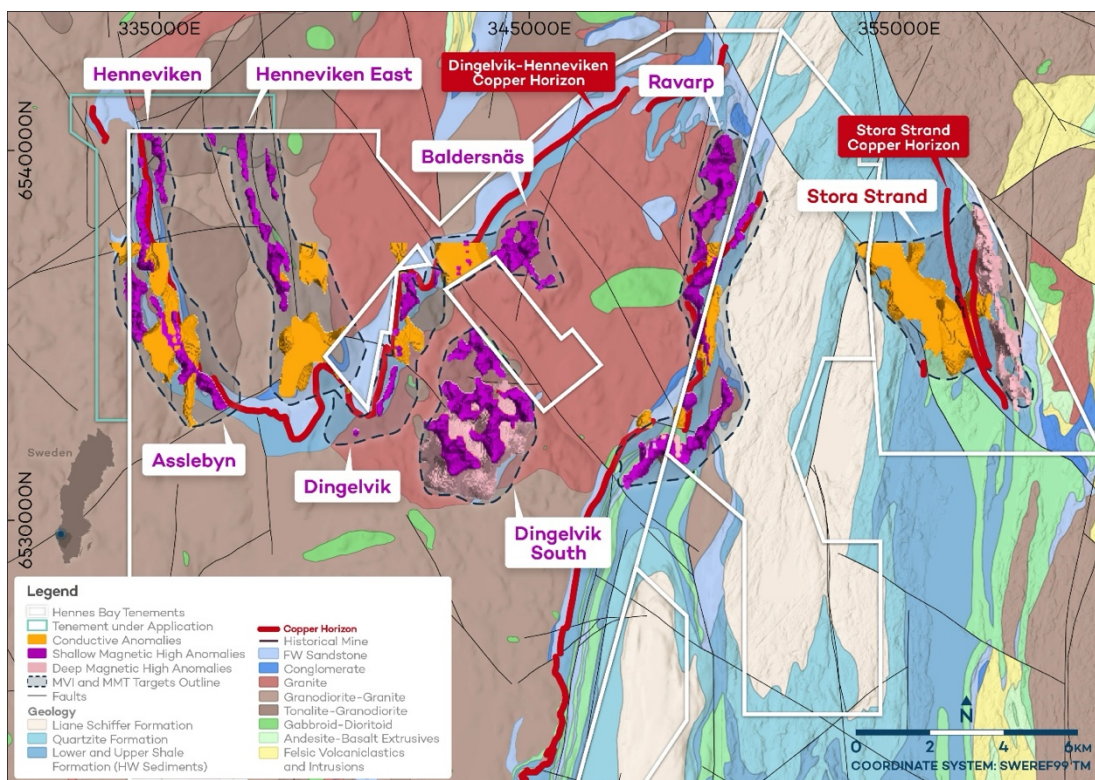 335000E
345000E
355000E
Henneviken
Henneviken East
Dingelvik-Henneviken
Copper Horizon
Ravarp
6540000N
Baldersnäs
Stora Strand
Copper Horizon
Stora Strand
Asslebyn
Dingelvik
Dingelvik
South
Sweden
6530000N
Legend
Hennes Bay Tenements
Tenement under Application
Conductive Anomalies
Shallow Magnetic High Anomalies
Deep Magnetic High Anomalies
MVI and MMT Targets Outline
Faults
Geology
Liane Schiffer Formation
Quartzite Formation
Lower and Upper Shale
Formation (HW Sediments)
Copper Horizon
Historical Mine
FW Sandstone
Conglomerate
Granite
Granodiorite-Granite
Tonalite-Granodiorite
Gabbroid-Dioritoid
Andesite-Basalt Extrusives
Felsic Volcaniclastics
and Intrusions
N
0 2 4 6KM
COORDINATE SYSTEM: SWEREF99 TM